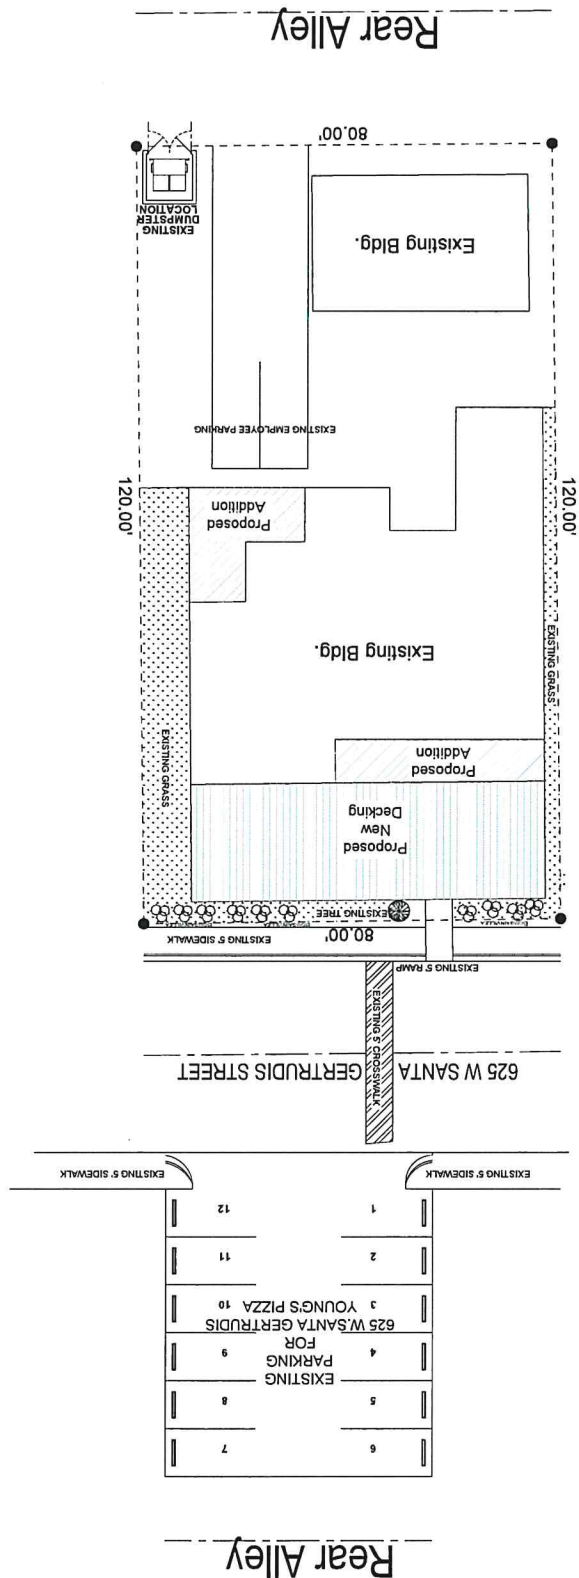 Rear Alley
6 7
5 8
EXISTING
PARKING
4 9
FOR
625 W.SANTA GERTRUDIS
3 10
YOUNG'S PIZZA
2 11
1 12
EXISTING 5' SIDEWALK
EXISTING 5' SIDEWALK
625 W SANTA GERTRUDIS STREET
EXISTING 5' CROSSWALK
EXISTING 5' RAMP
EXISTING 5' SIDEWALK
80.00'
EXISTING TREE
Proposed
New
Decking
Proposed
Addition
EXISTING GRASS
EXISTING GRASS
Existing Bldg.
120.00'
120.00'
Proposed
Addition
EXISTING EMPLOYEE PARKING
Existing Bldg.
EXISTING
DUMPSTER
LOCATION
80.00'
Rear Alley